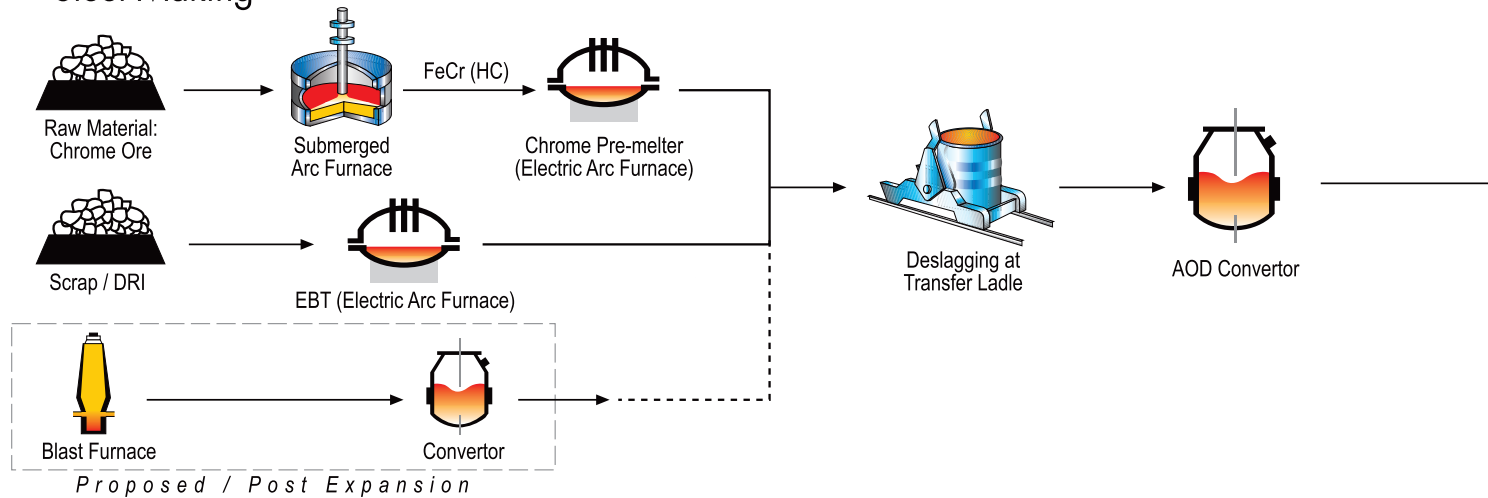 FeCr (HC)
Raw Material:
Chrome Ore
Submerged
Arc Furnace
Chrome Pre-melter
(Electric Arc Furnace)
Scrap / DRI
EBT (Electric Arc Furnace)
Deslagging at
Transfer Ladle
AOD Convertor
Blast Furnace
Convertor
Proposed / Post Expansion